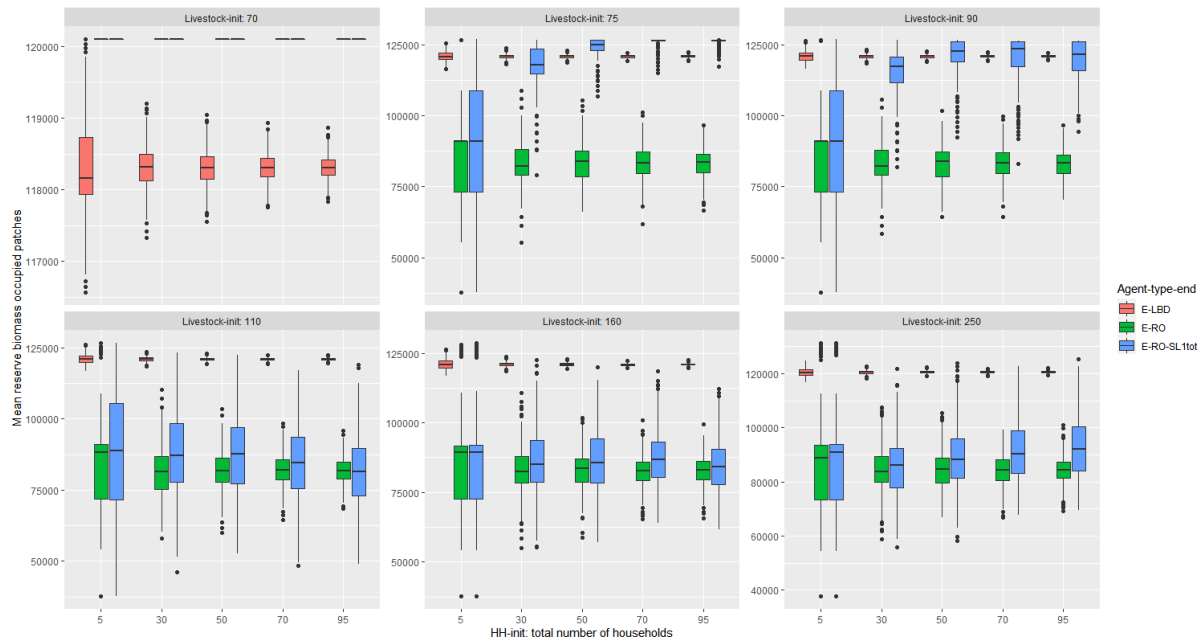 Livestock-init: 70
Livestock-init: 75
Livestock-init: 90
120000
119000
118000
117000
125000
100000
75000
50000
125000
100000
75000
50000
Mean reserve biomass occupied patches
Livestock-init: 110
Livestock-init: 160
Livestock-init: 250
125000
100000
75000
50000
125000
100000
75000
50000
120000
100000
80000
60000
40000
5 30 50 70 95
5 30 50 70 95
5 30 50 70 95
HH-init: total number of households
Agent-type-end
E-LBD
E-RO
E-RO-SL1tot